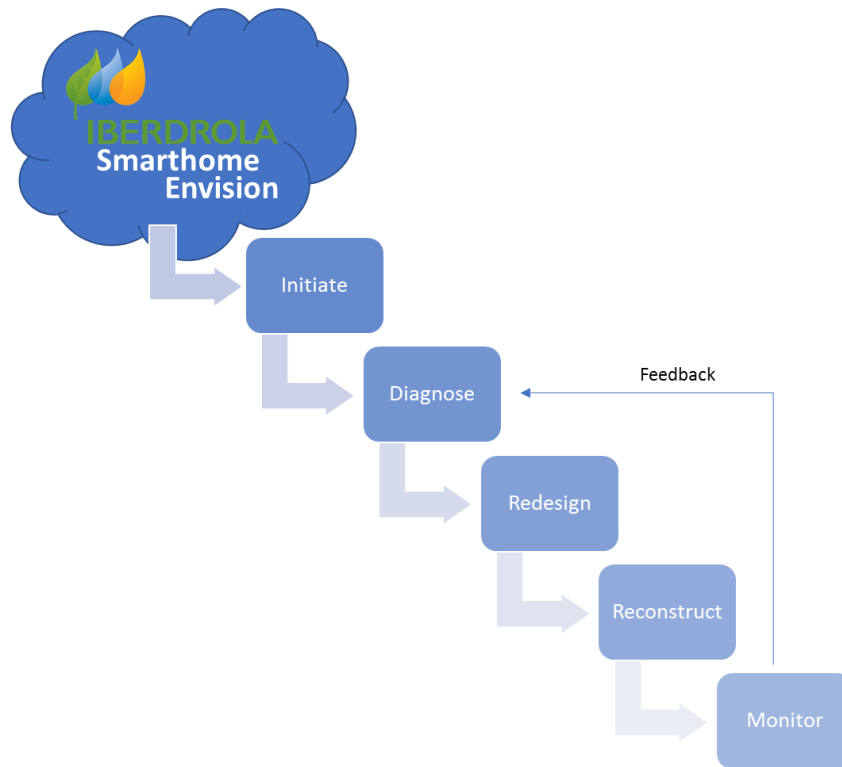 IBERDROLA
Smarthome
Envision
Initiate
Diagnose
Feedback
Redesign
Reconstruct
Monitor